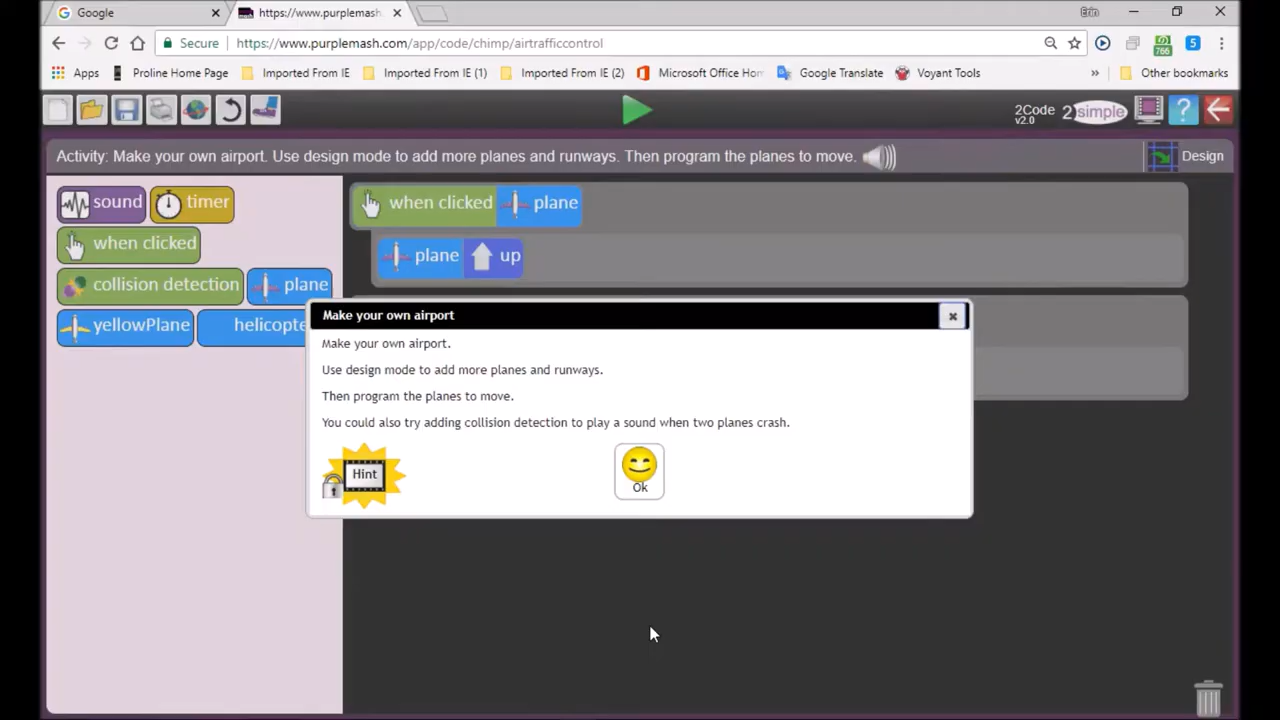 Google
https://www.purplemash.com
Erin
Secure https://www.purplemash.com/app/code/chimp/airtrafficcontrol
766
5
Apps Proline Home Page Imported From IE Imported From IE (1) Imported From IE (2) Microsoft Office Hom Google Translate Voyant Tools » Other bookmarks
2Code
v2.0
2simple
?
Activity: Make your own airport. Use design mode to add more planes and runways. Then program the planes to move.
Design
sound timer
when clicked
collision detection plane
yellowPlane helicopte
when clicked plane
plane up
Make your own airport
Make your own airport.
Use design mode to add more planes and runways.
Then program the planes to move.
You could also try adding collision detection to play a sound when two planes crash.
Hint
Ok